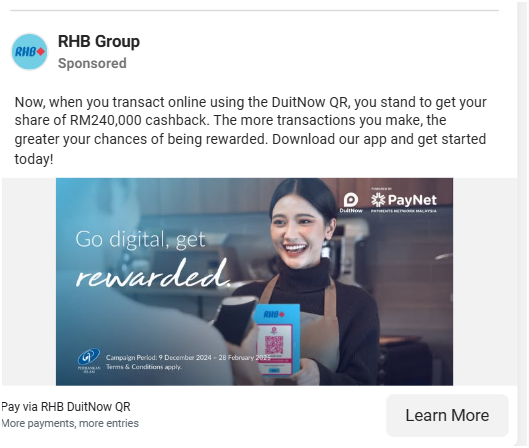 RHB
RHB Group
Sponsored
Now, when you transact online using the DuitNow QR, you stand to get your
share of RM240,000 cashback. The more transactions you make, the
greater your chances of being rewarded. Download our app and get started
today!
DuitNow
POWERED BY
PayNet
PAYMENTS NETWORK MALAYSIA
Go digital, get
rewarded.
RHB
PERBANKAN
ISLAM
Campaign Period: 9 December 2024 – 28 February 2025
Terms & Conditions apply.
Pay via RHB DuitNow QR
More payments, more entries
Learn More